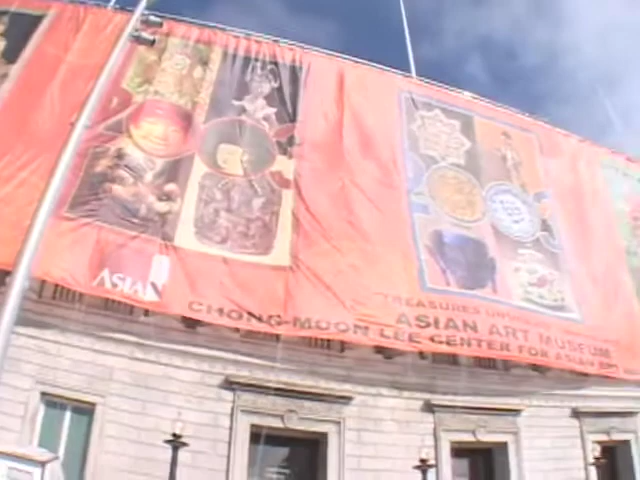 ASIAN
TREASURES
ASIAN ART MUSEUM
CHONG-MOON LEE CENTER FOR ASIAN